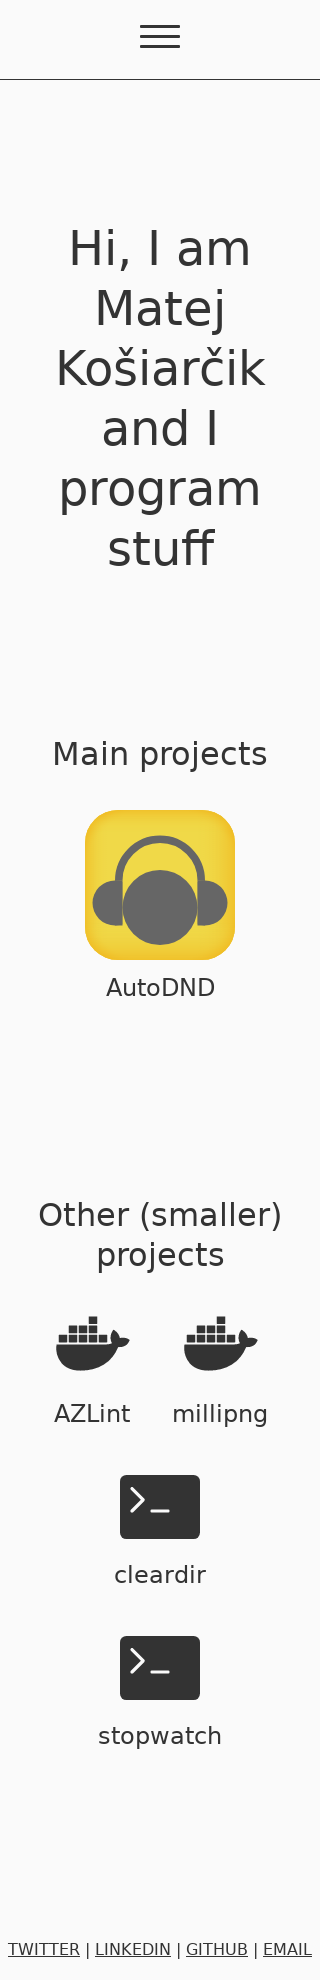 Hi, I am
Matej
Košiarčik
and I
program
stuff
Main projects
AutoDND
Other (smaller)
projects
AZLint millipng
cleardir
stopwatch
TWITTER | LINKEDIN | GITHUB | EMAIL